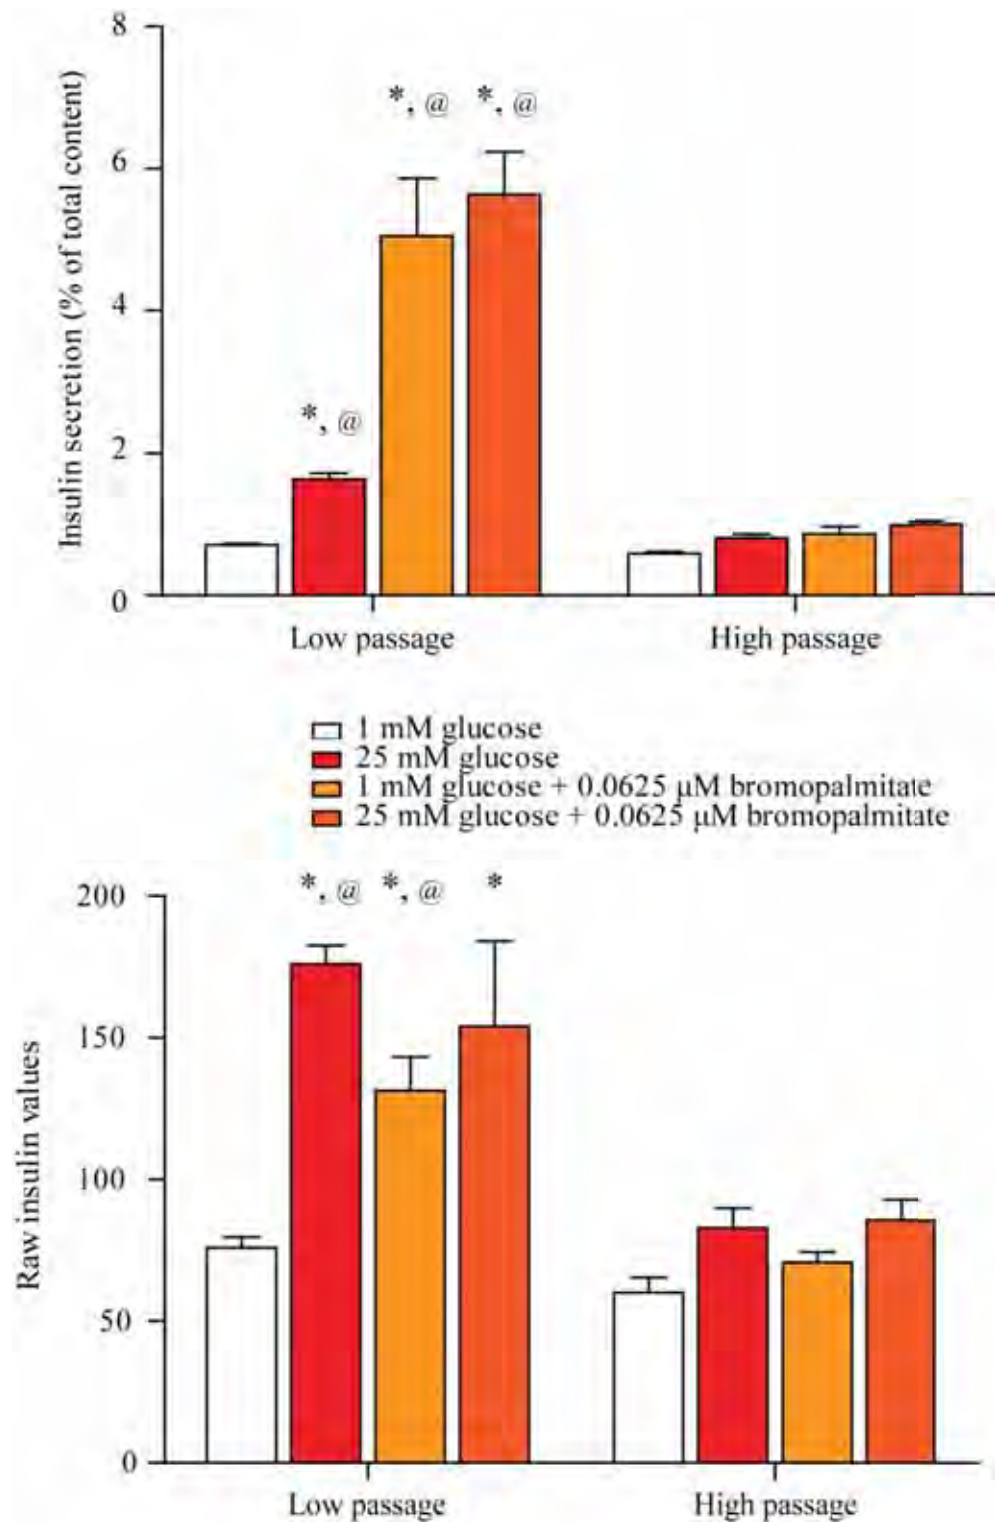 Insulin secretion (% of total content)
8
6
4
2
0
*, @
*, @
*, @
Low passage
High passage
1 mM glucose
25 mM glucose
1 mM glucose + 0.0625 μM bromopalmitate
25 mM glucose + 0.0625 μM bromopalmitate
Raw insulin values
200
150
100
50
0
*, @
*, @
*
Low passage
High passage